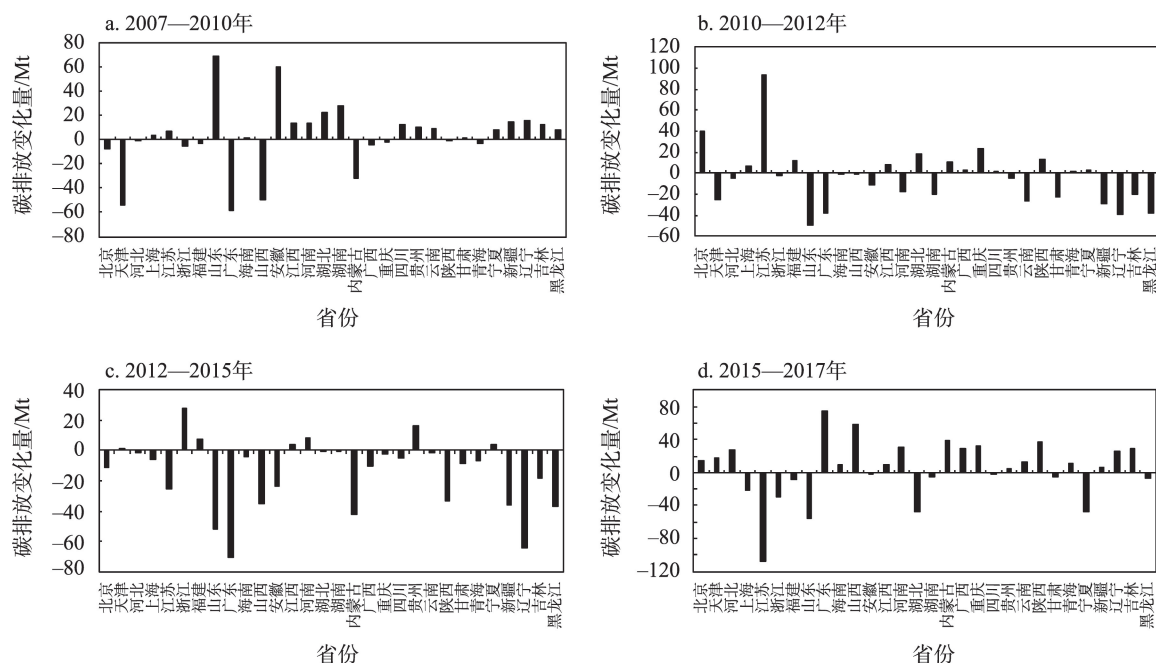 a. 2007—2010年
碳排放变化量/Mt
80
60
40
20
0
−20
−40
−60
−80
北京
天津
河北
上海
江苏
浙江
福建
山东
广东
海南
山西
安徽
江西
河南
湖北
湖南
内蒙古
广西
重庆
四川
贵州
云南
陕西
甘肃
青海
宁夏
新疆
辽宁
吉林
黑龙江
省份
b. 2010—2012年
碳排放变化量/Mt
120
100
80
60
40
20
0
−20
−40
−60
北京
天津
河北
上海
江苏
浙江
福建
山东
广东
海南
山西
安徽
江西
河南
湖北
湖南
内蒙古
广西
重庆
四川
贵州
云南
陕西
甘肃
青海
宁夏
新疆
辽宁
吉林
黑龙江
省份
c. 2012—2015年
碳排放变化量/Mt
40
20
0
−20
−40
−60
−80
北京
天津
河北
上海
江苏
浙江
福建
山东
广东
海南
山西
安徽
江西
河南
湖北
湖南
内蒙古
广西
重庆
四川
贵州
云南
陕西
甘肃
青海
宁夏
新疆
辽宁
吉林
黑龙江
省份
d. 2015—2017年
碳排放变化量/Mt
80
40
0
−40
−80
−120
北京
天津
河北
上海
江苏
浙江
福建
山东
广东
海南
山西
安徽
江西
河南
湖北
湖南
内蒙古
广西
重庆
四川
贵州
云南
陕西
甘肃
青海
宁夏
新疆
辽宁
吉林
黑龙江
省份